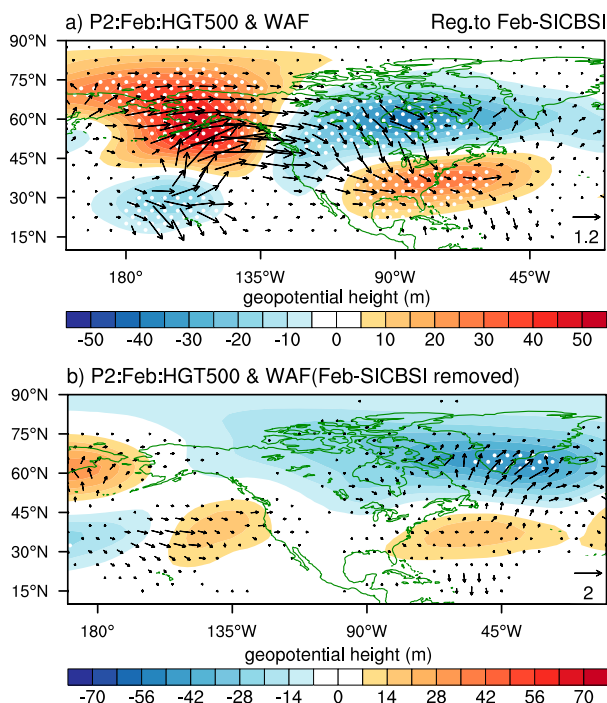 a) P2:Feb:HGT500 & WAF Reg.to Feb-SICBSI
90°N
75°N
60°N
45°N
30°N
15°N
1.2
180° 135°W 90°W 45°W
geopotential height (m)
-50 -40 -30 -20 -10 0 10 20 30 40 50
b) P2:Feb:HGT500 & WAF(Feb-SICBSI removed)
90°N
75°N
60°N
45°N
30°N
15°N
2
180° 135°W 90°W 45°W
geopotential height (m)
-70 -56 -42 -28 -14 0 14 28 42 56 70